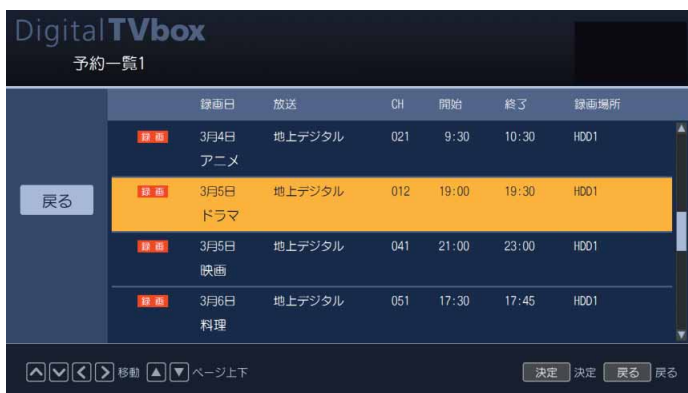 Digital TVbox
予約一覧1
録画日 放送 CH 開始 終了 録画場所
録画 3月4日 地上デジタル 021 9:30 10:30 HDD1
アニメ
戻る
録画 3月5日 地上デジタル 012 19:00 19:30 HDD1
ドラマ
録画 3月5日 地上デジタル 041 21:00 23:00 HDD1
映画
録画 3月6日 地上デジタル 051 17:30 17:45 HDD1
料理
移動 ページ上下 決定 決定 戻る 戻る